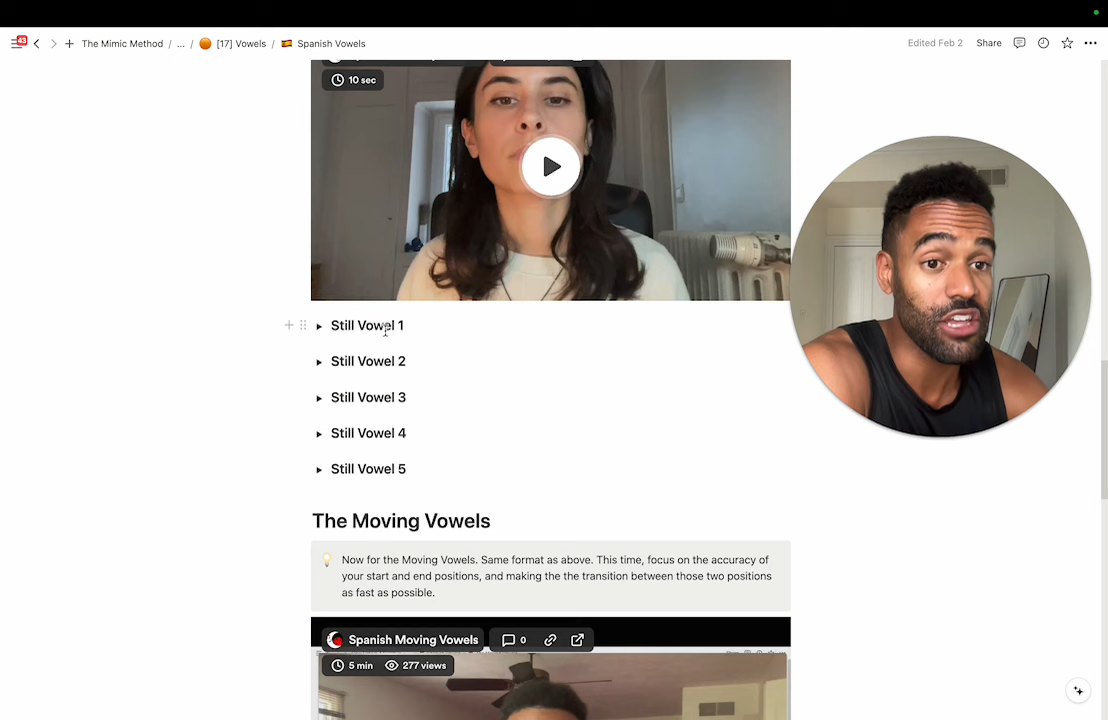 43
The Mimic Method / ... / [17] Vowels / Spanish Vowels
Edited Feb 2
Share
10 sec
Still Vowel 1
Still Vowel 2
Still Vowel 3
Still Vowel 4
Still Vowel 5
The Moving Vowels
Now for the Moving Vowels. Same format as above. This time, focus on the accuracy of
your start and end positions, and making the the transition between those two positions
as fast as possible.
Spanish Moving Vowels
0
5 min 277 views